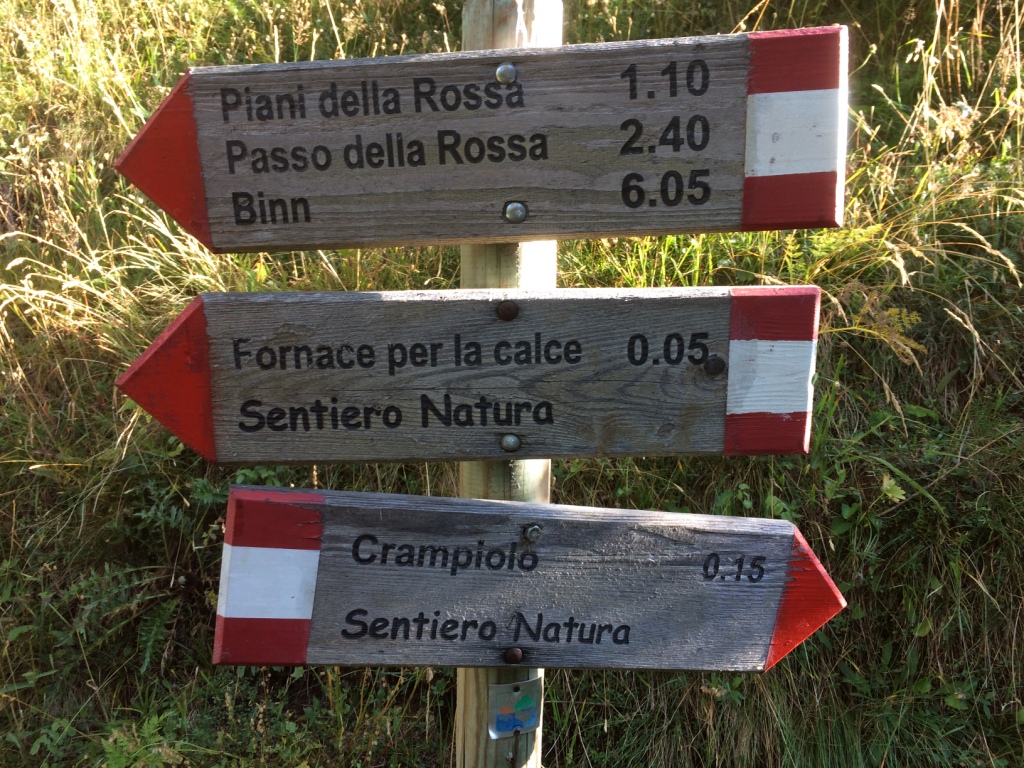 Piani della Rossa 1.10
Passo della Rossa 2.40
Binn 6.05
Fornace per la calce 0.05
Sentiero Natura
Crampiolo 0.15
Sentiero Natura